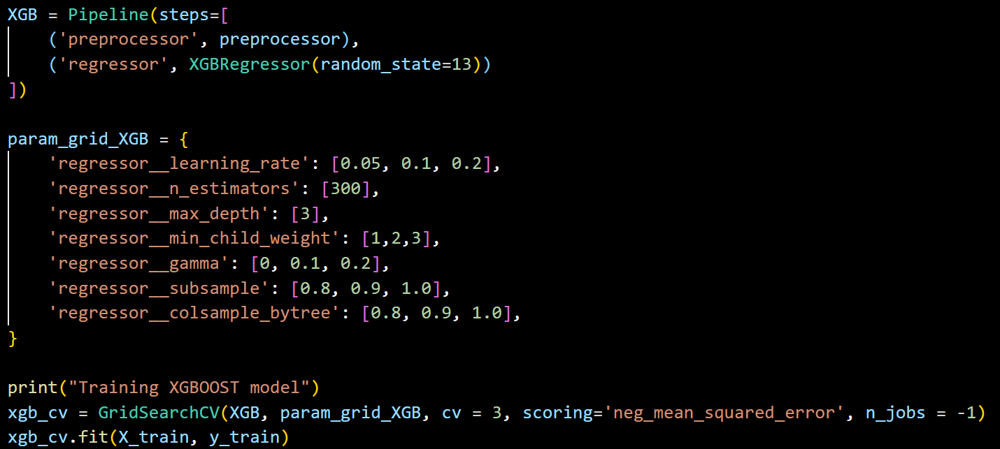 XGB = Pipeline(steps=[
    ('preprocessor', preprocessor),
    ('regressor', XGBRegressor(random_state=13))
])
param_grid_XGB = {
    'regressor__learning_rate': [0.05, 0.1, 0.2],
    'regressor__n_estimators': [300],
    'regressor__max_depth': [3],
    'regressor__min_child_weight': [1,2,3],
    'regressor__gamma': [0, 0.1, 0.2],
    'regressor__subsample': [0.8, 0.9, 1.0],
    'regressor__colsample_bytree': [0.8, 0.9, 1.0],
}
print("Training XGBOOST model")
xgb_cv = GridSearchCV(XGB, param_grid_XGB, cv = 3, scoring='neg_mean_squared_error', n_jobs = -1)
xgb_cv.fit(X_train, y_train)